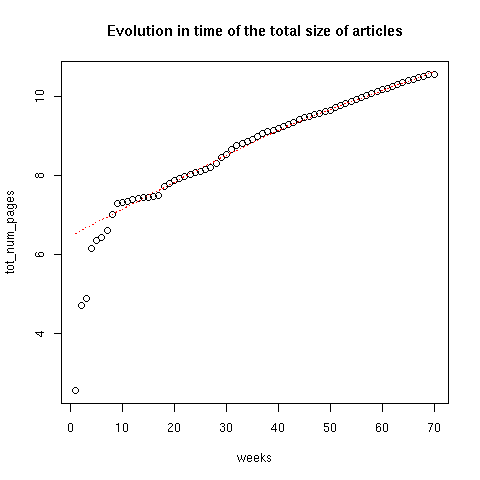 Evolution in time of the total size of articles
10
8
6
4
tot_num_pages
0 10 20 30 40 50 60 70
weeks